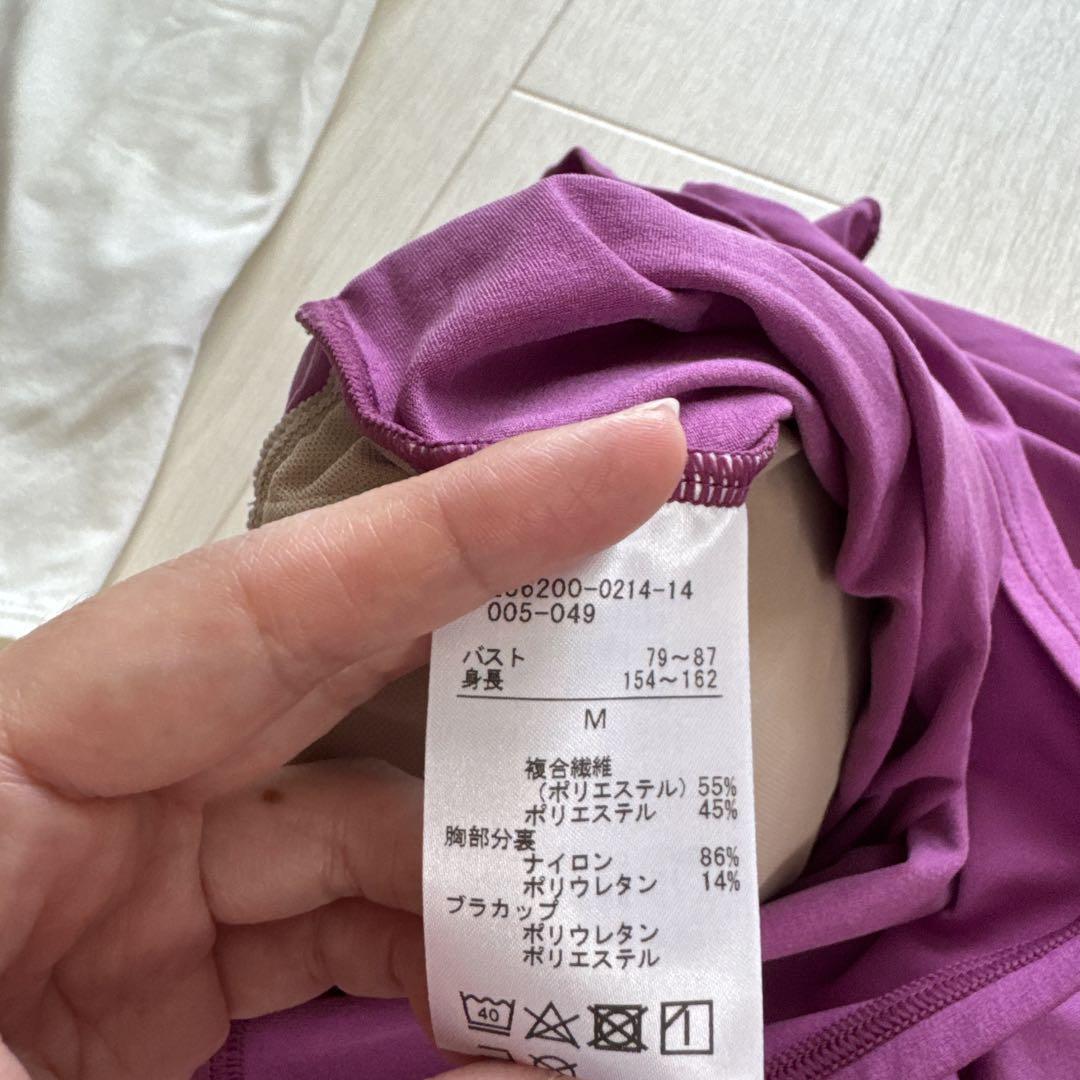 06200-0214-14
005-049
バスト 79～87
身長 154～162
M
複合繊維
（ポリエステル） 55%
ポリエステル 45%
胸部分裏
ナイロン 86%
ポリウレタン 14%
ブラカップ
ポリウレタン
ポリエステル
40